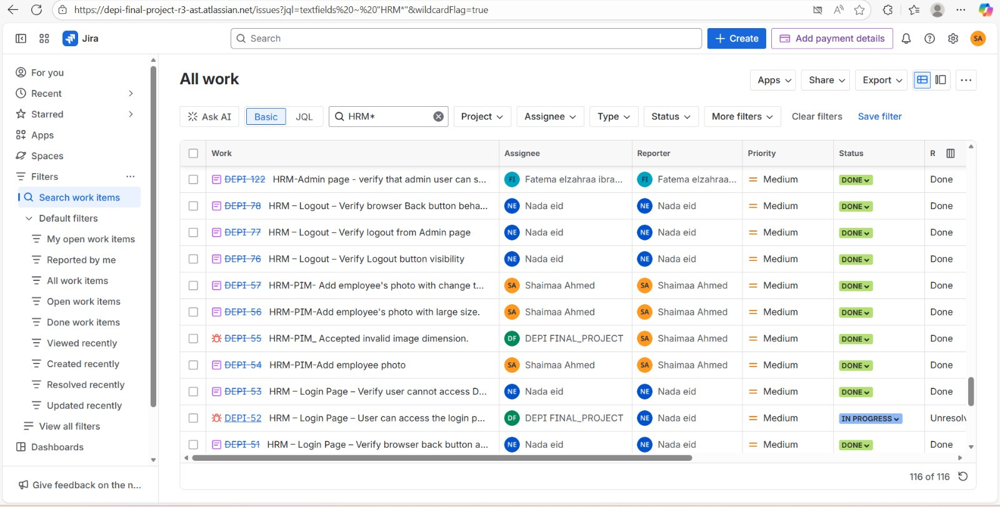 https://depi-final-project-r3-ast.atlassian.net/issues?jql=textfields%20~%20"HRM*"&wildcardFlag=true
Jira
Search
Create
Add payment details
SA
For you
Recent
Starred
Apps
Spaces
Filters
Search work items
Default filters
My open work items
Reported by me
All work items
Open work items
Done work items
Viewed recently
Created recently
Resolved recently
Updated recently
View all filters
Dashboards
Give feedback on the n...
All work
Apps Share Export
Ask AI Basic JQL HRM* Project Assignee Type Status More filters Clear filters Save filter
Work Assignee Reporter Priority Status R
DEPI-122 HRM-Admin page - verify that admin user can s... FI Fatema elzahraa ibra... FI Fatema elzahraa... Medium DONE Done
DEPI-78 HRM – Logout – Verify browser Back button beha... NE Nada eid NE Nada eid Medium DONE Done
DEPI-77 HRM – Logout – Verify logout from Admin page NE Nada eid NE Nada eid Medium DONE Done
DEPI-76 HRM – Logout – Verify Logout button visibility NE Nada eid NE Nada eid Medium DONE Done
DEPI-57 HRM-PIM- Add employee's photo with change t... SA Shaimaa Ahmed SA Shaimaa Ahmed Medium DONE Done
DEPI-56 HRM-PIM-Add employee's photo with large size. SA Shaimaa Ahmed SA Shaimaa Ahmed Medium DONE Done
DEPI-55 HRM-PIM_ Accepted invalid image dimension. DF DEPI FINAL_PROJECT SA Shaimaa Ahmed Medium DONE Done
DEPI-54 HRM-PIM-Add employee photo SA Shaimaa Ahmed SA Shaimaa Ahmed Medium DONE Done
DEPI-53 HRM – Login Page – Verify user cannot access D... NE Nada eid NE Nada eid Medium DONE Done
DEPI-52 HRM – Login Page – User can access the login p... DF DEPI FINAL_PROJECT NE Nada eid Medium IN PROGRESS Unresolv
DEPI-51 HRM – Login Page – Verify browser back button a... NE Nada eid NE Nada eid Medium DONE Done
116 of 116